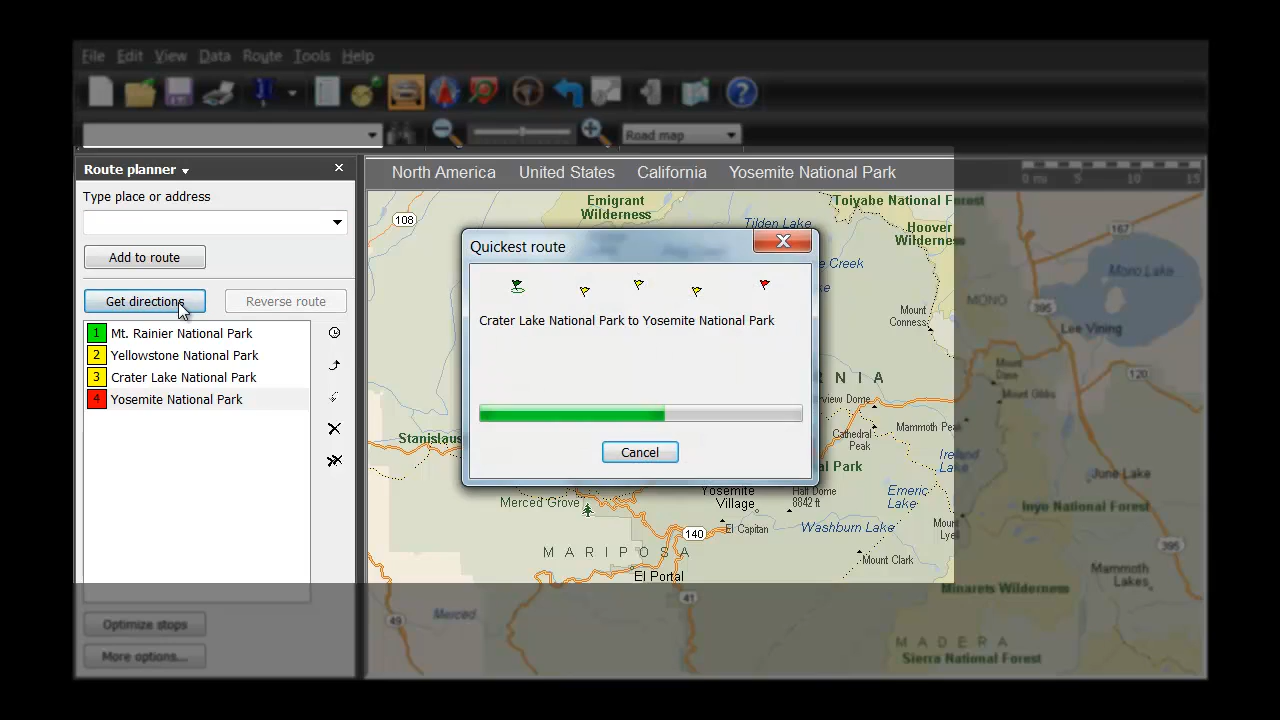 File Edit View Data Route Tools Help
Road map
Route planner
Type place or address
Add to route
Get directions
Reverse route
1 Mt. Rainier National Park
2 Yellowstone National Park
3 Crater Lake National Park
4 Yosemite National Park
Optimize stops
More options...
North America United States California Yosemite National Park
0 mi 5 10 15
108
Emigrant
Wilderness
Tilden Lake
Toiyabe National Forest
Hoover
Wilderness
167
Mono Lake
e Creek
ke
MONO
395
Mount
Conness
Lee Vining
Quickest route
Crater Lake National Park to Yosemite National Park
Cancel
N I A
Mount
Dana
Mount Gibbs
120
rview Dome
Mammoth Peak
Cathedral
Peak
Stanislaus
al Park
Ireland
Lake
June Lake
Merced Grove
Yosemite
Village
Half Dome
8842 ft
Emeric
Lake
Inyo National Forest
El Capitan
Washburn Lake
Mount
Lyell
140
395
MARIPOSA
Mount Clark
El Portal
Mammoth
Lakes
Minarets Wilderness
41
49
Merced
MADERA
Sierra National Forest